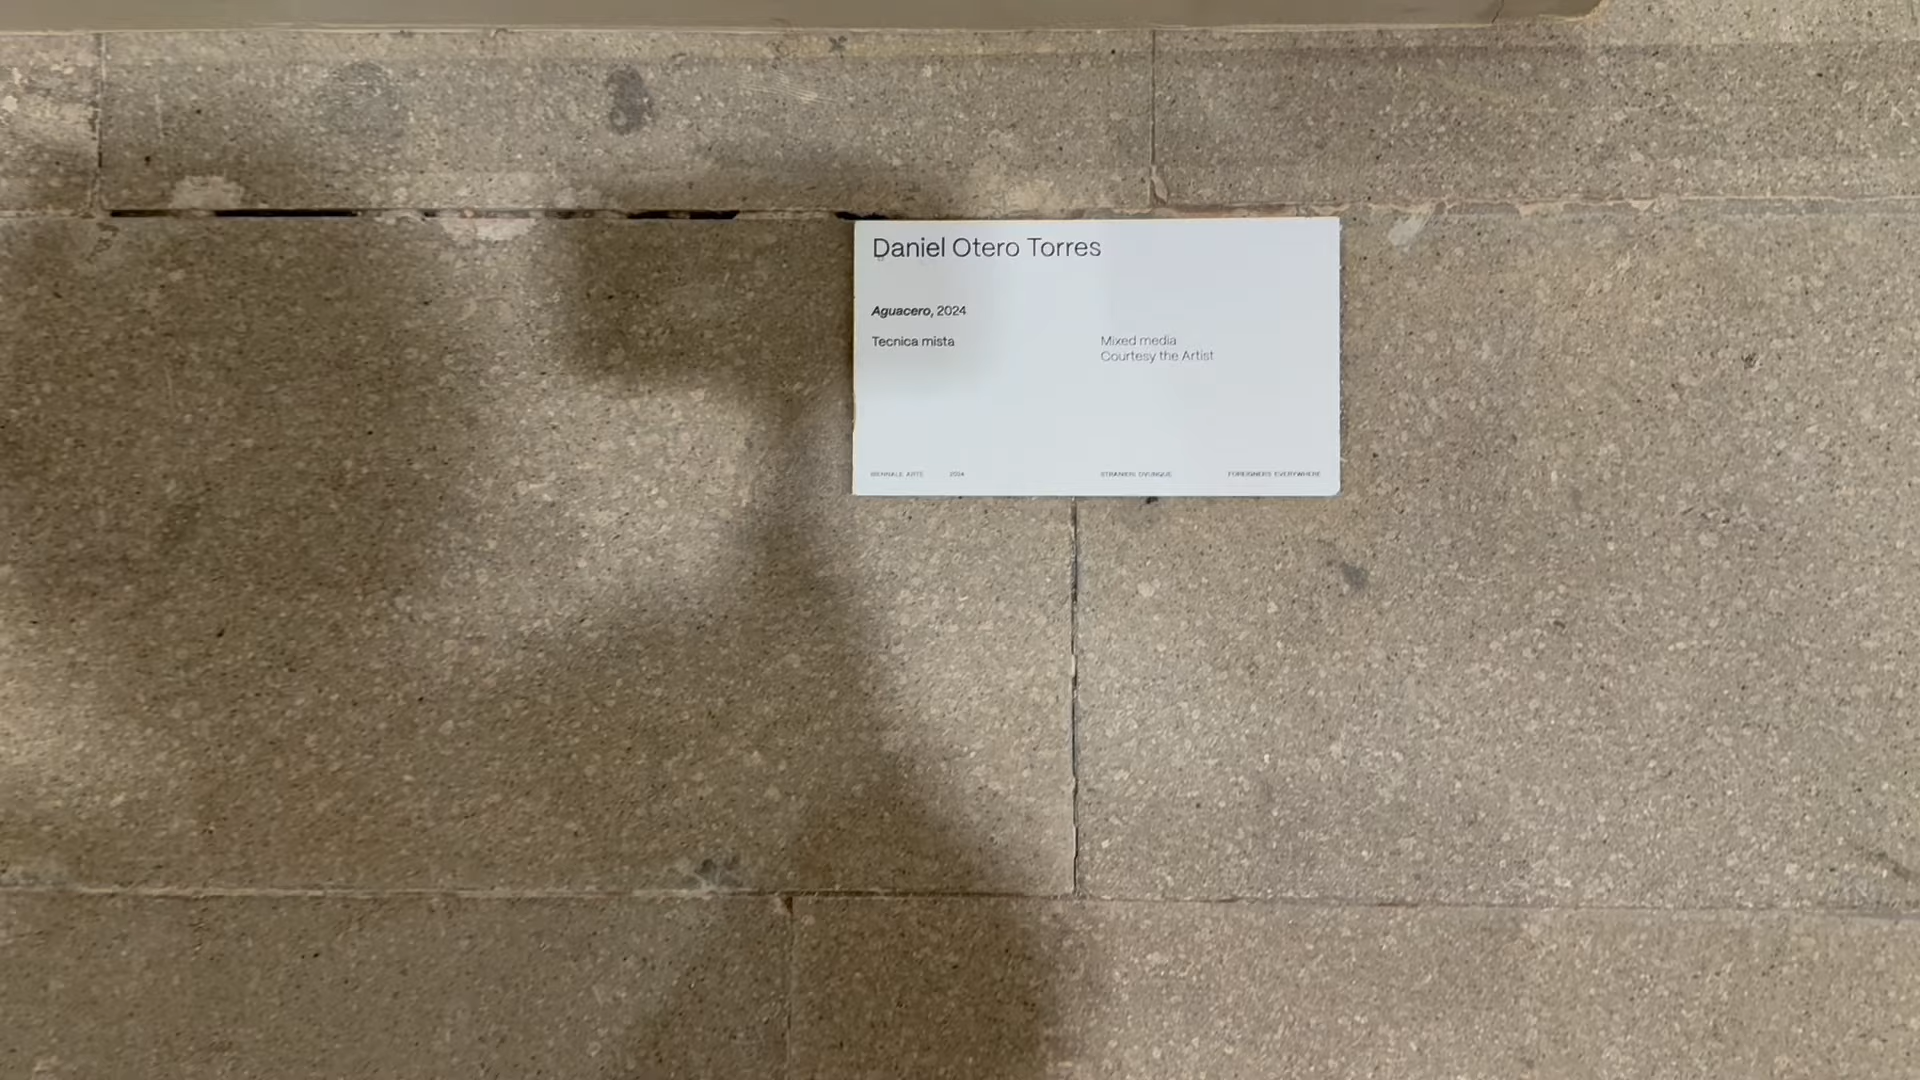 Daniel Otero Torres
Aguacero, 2024
Tecnica mista
Mixed media
Courtesy the Artist
BIENNALE ARTE 2024 STRANIERI OVUNQUE FOREIGNERS EVERYWHERE